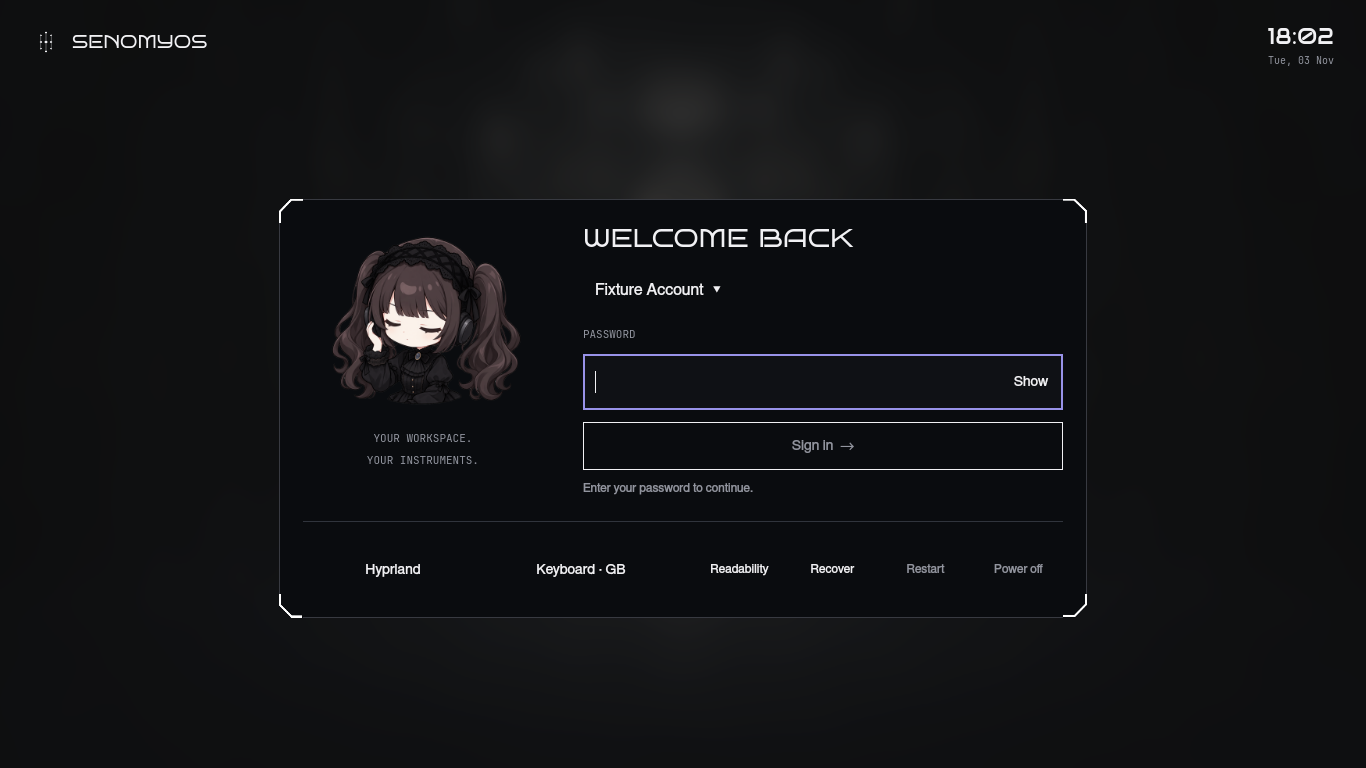 SENOMYOS
18:02
Tue, 03 Nov
WELCOME BACK
Fixture Account ▼
PASSWORD
Show
Sign in →
Enter your password to continue.
YOUR WORKSPACE.
YOUR INSTRUMENTS.
Hyprland
Keyboard · GB
Readability
Recover
Restart
Power off